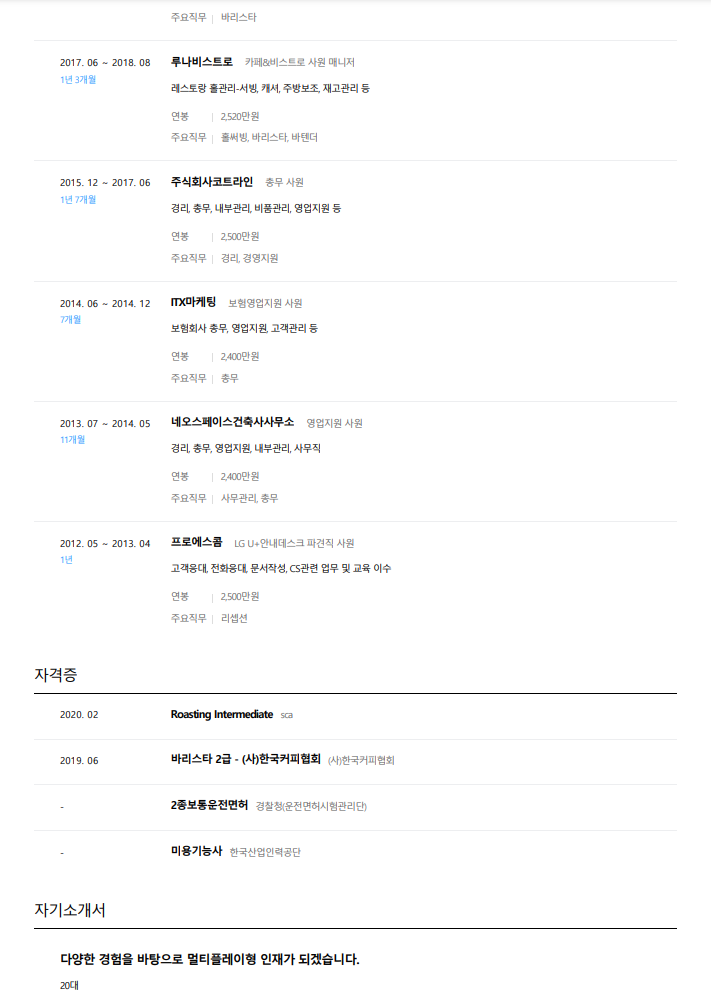 주요직무 | 바리스타
2017. 06 ~ 2018. 08 루나비스트로 카페&비스트로 사원 매니저
1년 3개월
레스토랑 홀관리-서빙, 캐셔, 주방보조, 재고관리 등
연봉 | 2,520만원
주요직무 | 홀써빙, 바리스타, 바텐더
2015. 12 ~ 2017. 06 주식회사코트라인 총무 사원
1년 7개월
경리, 총무, 내부관리, 비품관리, 영업지원 등
연봉 | 2,500만원
주요직무 | 경리, 경영지원
2014. 06 ~ 2014. 12 ITX마케팅 보험영업지원 사원
7개월
보험회사 총무, 영업지원, 고객관리 등
연봉 | 2,400만원
주요직무 | 총무
2013. 07 ~ 2014. 05 네오스페이스건축사사무소 영업지원 사원
11개월
경리, 총무, 영업지원, 내부관리, 사무직
연봉 | 2,400만원
주요직무 | 사무관리, 총무
2012. 05 ~ 2013. 04 프로에스콤 LG U+안내데스크 파견직 사원
1년
고객응대, 전화응대, 문서작성, CS관련 업무 및 교육 이수
연봉 | 2,500만원
주요직무 | 리셉션
자격증
2020. 02 Roasting Intermediate sca
2019. 06 바리스타 2급 - (사)한국커피협회 (사)한국커피협회
- 2종보통운전면허 경찰청(운전면허시험관리단)
- 미용기능사 한국산업인력공단
자기소개서
다양한 경험을 바탕으로 멀티플레이형 인재가 되겠습니다.
20대